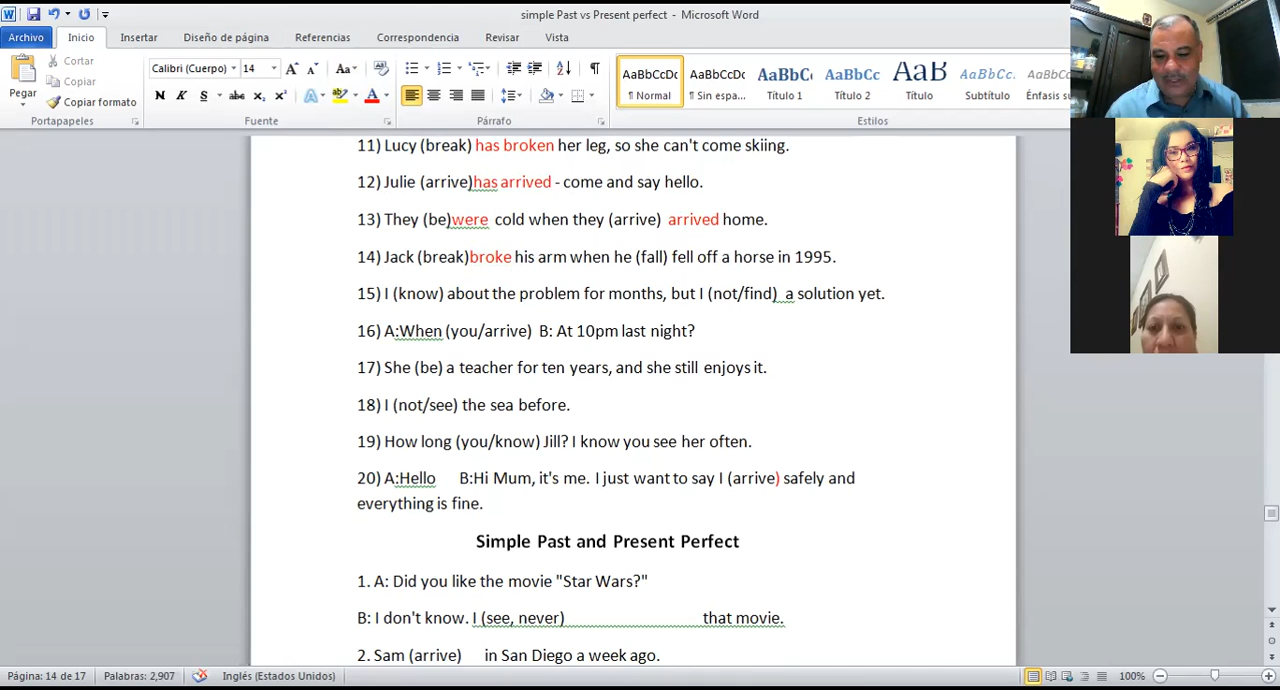 simple Past vs Present perfect - Microsoft Word
Archivo Inicio Insertar Diseño de página Referencias Correspondencia Revisar Vista
Pegar
Cortar
Copiar
Copiar formato
Portapapeles
Calibri (Cuerpo) 14
Fuente
Párrafo
AaBbCcDc AaBbCcDc AaBbC AaBbCc AaB AaBbCc. AaBbCc
¶ Normal ¶ Sin espa... Título 1 Título 2 Título Subtítulo Énfasis s
Estilos
11) Lucy (break) has broken her leg, so she can't come skiing.
12) Julie (arrive)has arrived - come and say hello.
13) They (be)were cold when they (arrive) arrived home.
14) Jack (break)broke his arm when he (fall) fell off a horse in 1995.
15) I (know) about the problem for months, but I (not/find) a solution yet.
16) A:When (you/arrive) B: At 10pm last night?
17) She (be) a teacher for ten years, and she still enjoys it.
18) I (not/see) the sea before.
19) How long (you/know) Jill? I know you see her often.
20) A:Hello B:Hi Mum, it's me. I just want to say I (arrive) safely and
everything is fine.
Simple Past and Present Perfect
1. A: Did you like the movie "Star Wars?"
B: I don't know. I (see, never) that movie.
2. Sam (arrive) in San Diego a week ago.
Página: 14 de 17 Palabras: 2,907 Inglés (Estados Unidos) 100%